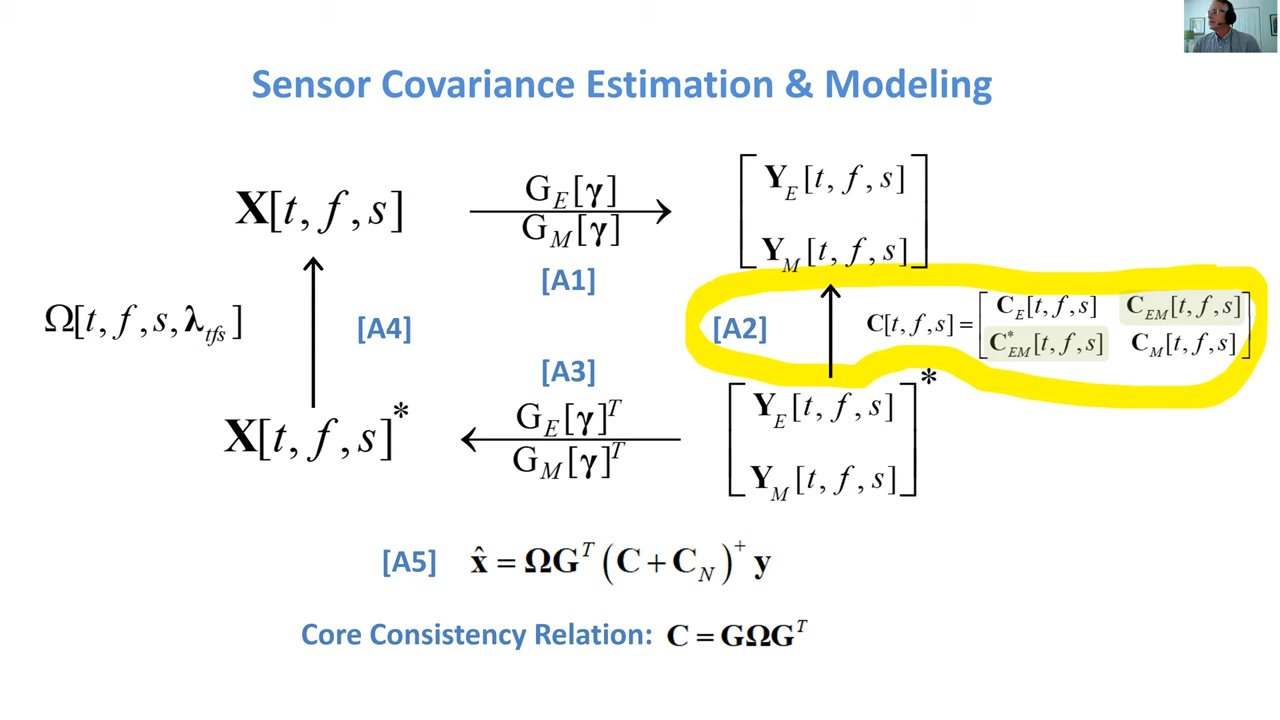 Sensor Covariance Estimation & Modeling
X[t, f, s]
G_E[γ]
G_M[γ]
[A1]
Y_E[t, f, s]
Y_M[t, f, s]
Ω[t, f, s, λ_tfs]
[A4]
[A2]
C[t, f, s] = [ C_E[t, f, s] C_EM[t, f, s]
C*_EM[t, f, s] C_M[t, f, s] ]
[A3]
X[t, f, s]*
G_E[γ]^T
G_M[γ]^T
Y_E[t, f, s]
Y_M[t, f, s]
*
[A5] x̂ = ΩG^T (C + C_N)^+ y
Core Consistency Relation: C = GΩG^T